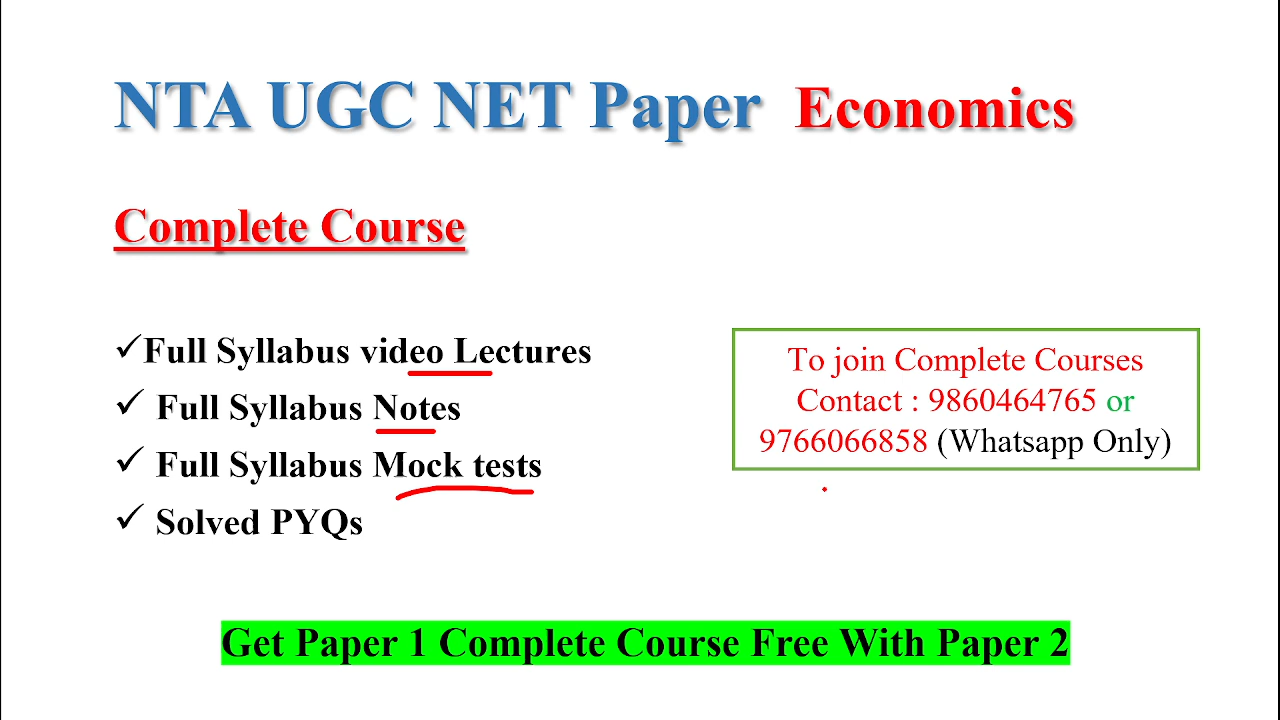 NTA UGC NET Paper Economics
Complete Course
✓Full Syllabus video Lectures
✓ Full Syllabus Notes
✓ Full Syllabus Mock tests
✓ Solved PYQs
To join Complete Courses
Contact : 9860464765 or
9766066858 (Whatsapp Only)
Get Paper 1 Complete Course Free With Paper 2